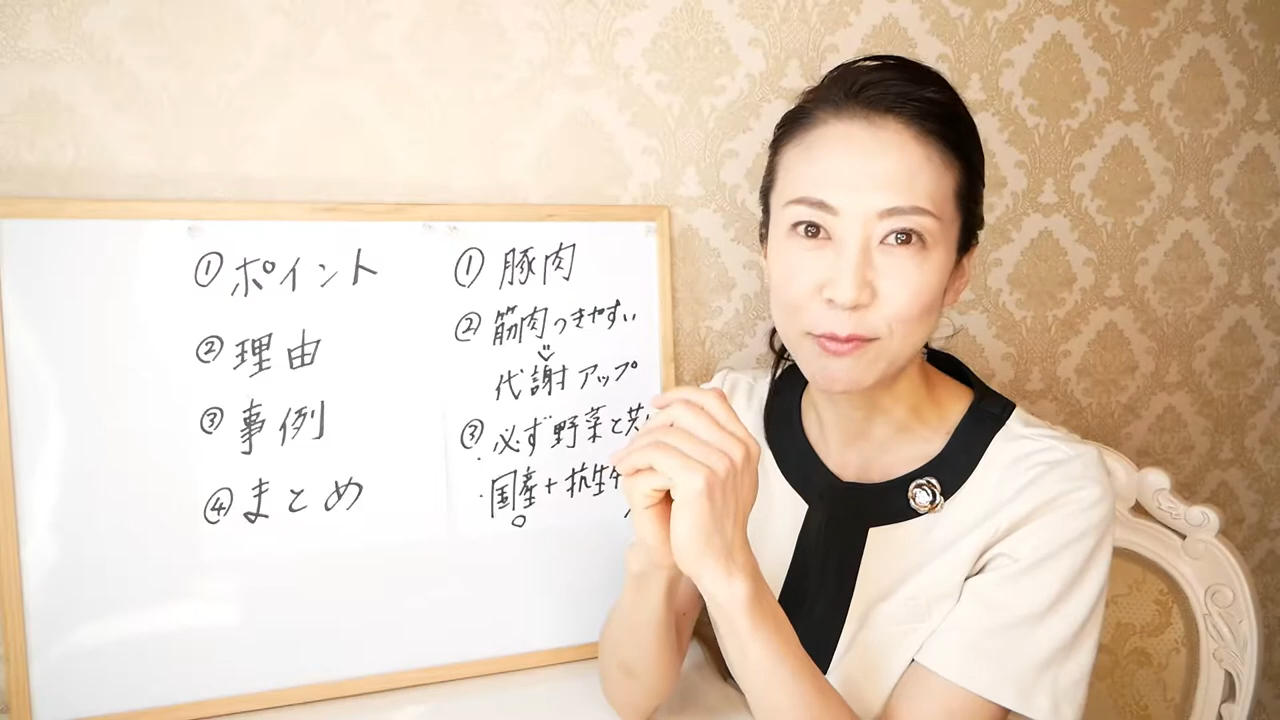 ①ポイント
②理由
③事例
④まとめ
①豚肉
②筋肉つきやすい
代謝アップ
③必ず野菜と共
・国産+抗生